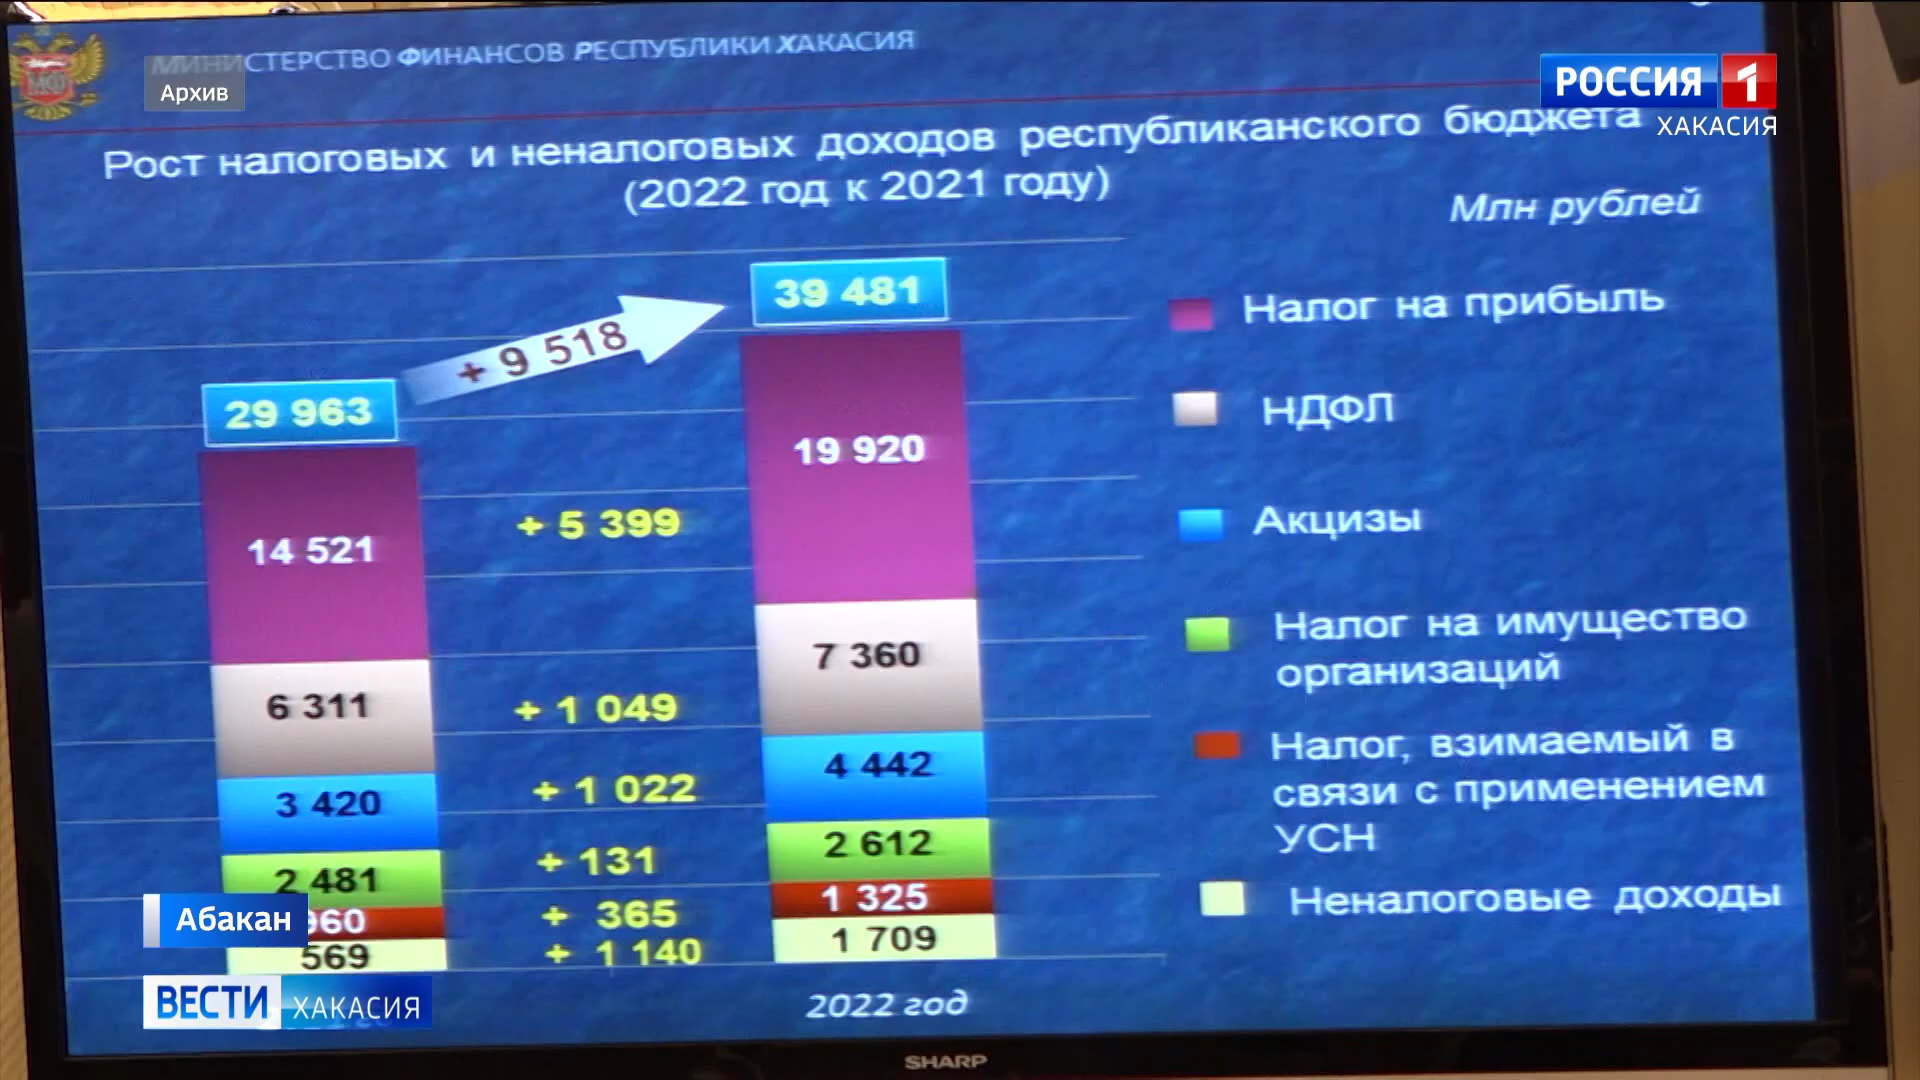 МИНИСТЕРСТВО ФИНАНСОВ РЕСПУБЛИКИ ХАКАСИЯ
МФ
Архив
РОССИЯ 1
ХАКАСИЯ
Рост налоговых и неналоговых доходов республиканского бюджета
(2022 год к 2021 году)
Млн рублей
39 481
+ 9 518
29 963
Налог на прибыль
НДФЛ
Акцизы
Налог на имущество
организаций
Налог, взимаемый в
связи с применением
УСН
Неналоговые доходы
14 521
+ 5 399
19 920
6 311
+ 1 049
7 360
3 420
+ 1 022
4 442
2 481
+ 131
2 612
960
+ 365
1 325
569
+ 1 140
1 709
2022 год
Абакан
ВЕСТИ ХАКАСИЯ
SHARP